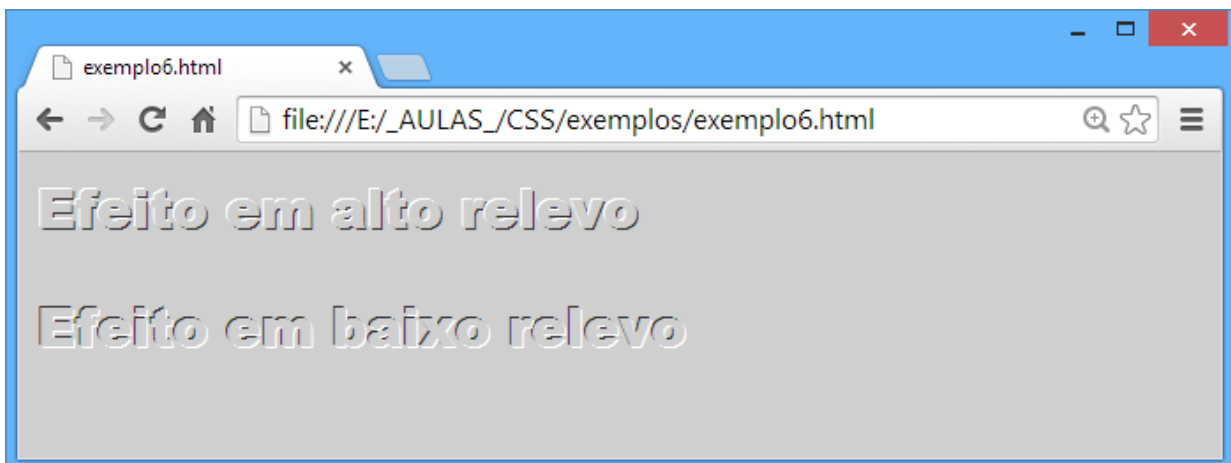 exemplo6.html
file:///E:/_AULAS_/CSS/exemplos/exemplo6.html
Efeito em alto relevo
Efeito em baixo relevo